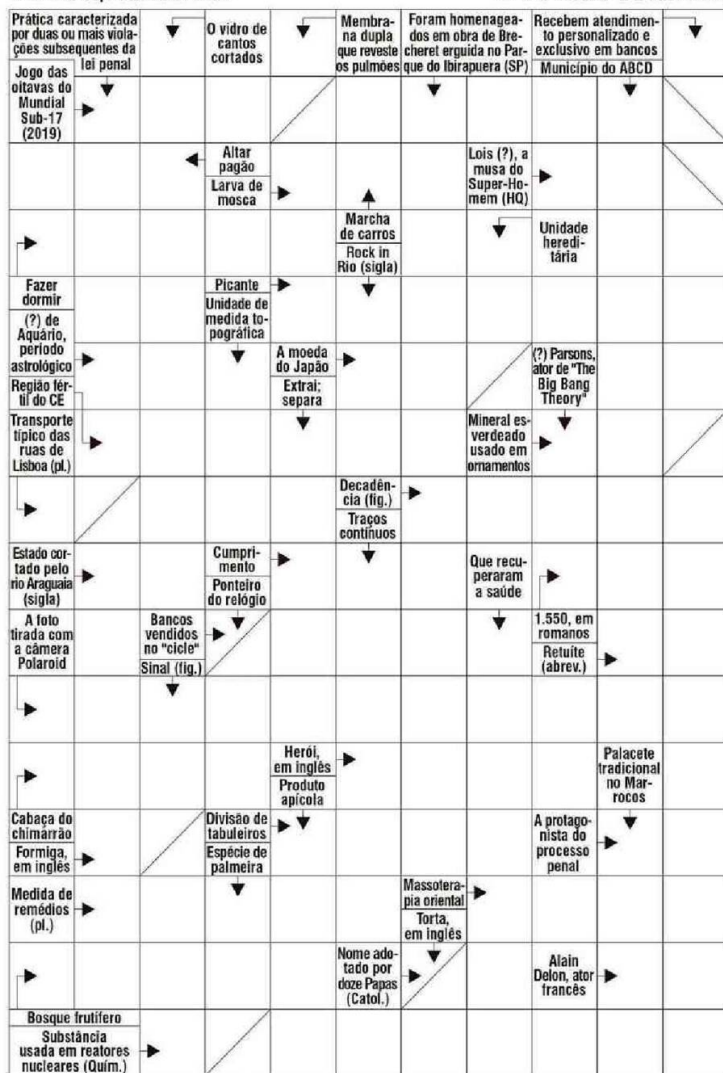 Prática caracterizada
por duas ou mais viola-
ções subsequentes da
lei penal
O vidro de
cantos
cortados
Membra-
na dupla
que reveste
os pulmões
Foram homenagea-
dos em obra de Bre-
cheret erguida no Par-
que do Ibirapuera (SP)
Recebem atendimen-
to personalizado e
exclusivo em bancos
Município do ABCD
Jogo das
oitavas do
Mundial
Sub-17
(2019)
Altar
pagão
Larva de
mosca
Lois (?), a
musa do
Super-Ho-
mem (HQ)
Marcha
de carros
Rock in
Rio (sigla)
Unidade
heredi-
tária
Fazer
dormir
(?) de
Aquário,
período
astrológico
Picante
Unidade de
medida to-
pográfica
A moeda
do Japão
Extrai;
separa
(?) Parsons,
ator de "The
Big Bang
Theory"
Região fér-
til do CE
Transporte
típico das
ruas de
Lisboa (pl.)
Mineral es-
verdeado
usado em
ornamentos
Decadên-
cia (fig.)
Traços
contínuos
Estado cor-
tado pelo
rio Araguaia
(sigla)
Cumpri-
mento
Ponteiro
do relógio
Que recu-
peraram
a saúde
A foto
tirada com
a câmera
Polaroid
Bancos
vendidos
no "cicle"
Sinal (fig.)
1.550, em
romanos
Retuíte
(abrev.)
Herói,
em inglês
Produto
apícola
Palacete
tradicional
no Mar-
rocos
Cabaça do
chimarrão
Formiga,
em inglês
Divisão de
tabuleiros
Espécie de
palmeira
A protago-
nista do
processo
penal
Medida de
remédios
(pl.)
Massotera-
pia oriental
Torta,
em inglês
Nome ado-
tado por
doze Papas
(Catol.)
Alain
Delon, ator
francês
Bosque frutífero
Substância
usada em reatores
nucleares (Quím.)